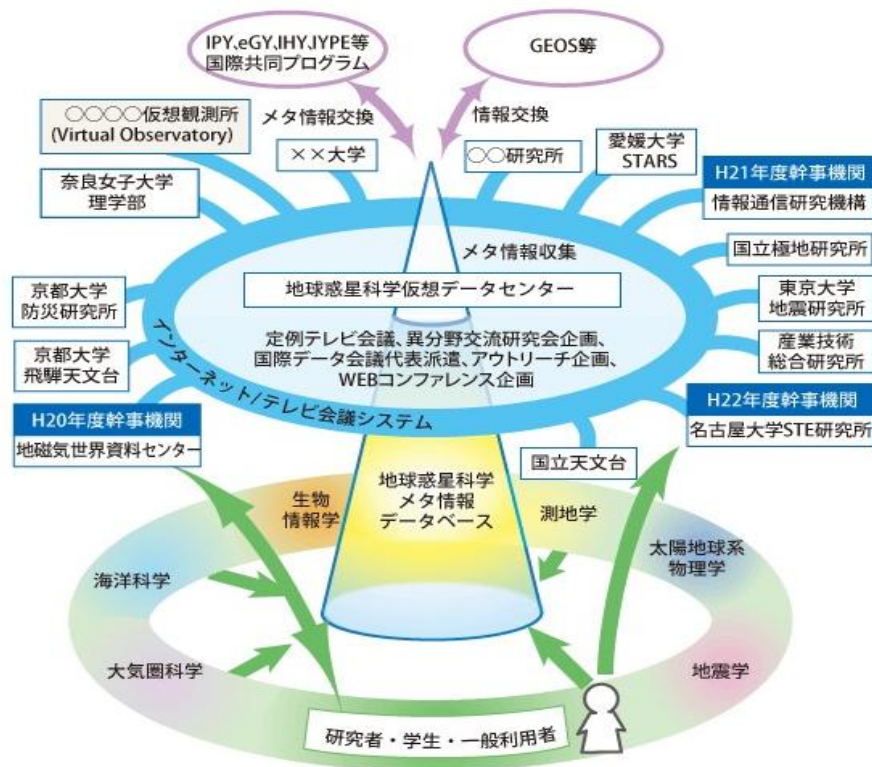 IPY、eGY、IHY、IYPE等
国際共同プログラム
GEOS等
○○○○仮想観測所
(Virtual Observatory)
メタ情報交換
情報交換
××大学
○○研究所
愛媛大学
STARS
奈良女子大学
理学部
H21年度幹事機関
情報通信研究機構
メタ情報収集
国立極地研究所
地球惑星科学仮想データセンター
京都大学
防災研究所
東京大学
地震研究所
定例テレビ会議、異分野交流研究会企画、
国際データ会議代表派遣、アウトリーチ企画、
WEBコンファレンス企画
京都大学
飛騨天文台
産業技術
総合研究所
インターネット/テレビ会議システム
H20年度幹事機関
地磁気世界資料センター
H22年度幹事機関
名古屋大学STE研究所
国立天文台
地球惑星科学
メタ情報
データベース
生物
情報学
測地学
太陽地球系
物理学
海洋科学
大気圏科学
地震学
研究者・学生・一般利用者